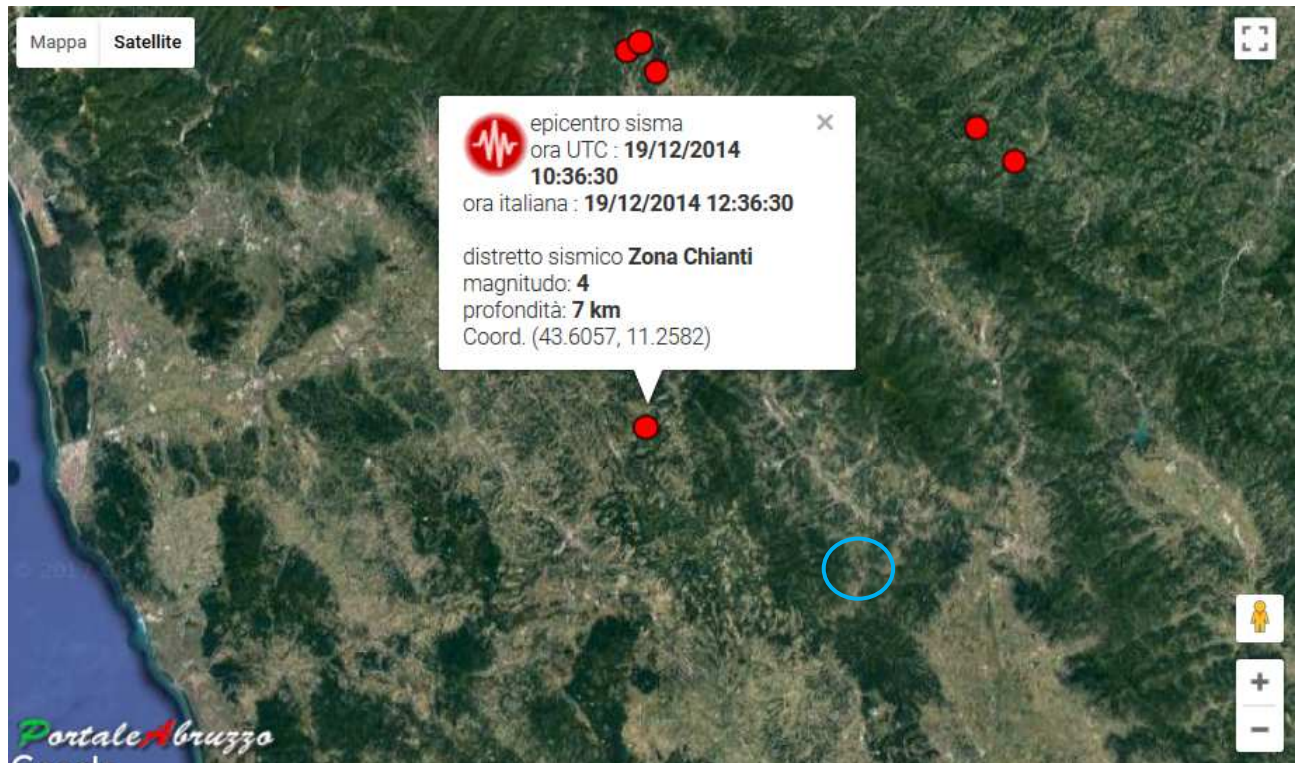 Mappa Satellite
epicentro sisma
ora UTC : 19/12/2014
10:36:30
ora italiana : 19/12/2014 12:36:30
distretto sismico Zona Chianti
magnitudo: 4
profondità: 7 km
Coord. (43.6057, 11.2582)
PortaleAbruzzo